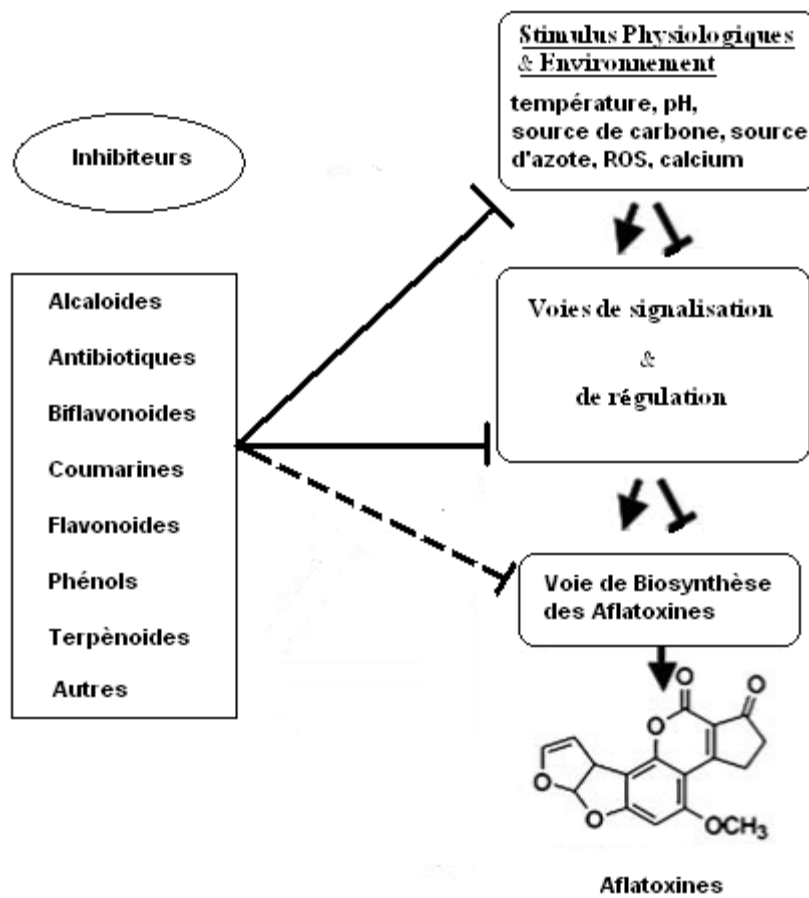 Stimulus Physiologiques
& Environnement
température, pH,
source de carbone, source
d'azote, ROS, calcium
Inhibiteurs
Alcaloides
Antibiotiques
Biflavonoides
Coumarines
Flavonoides
Phénols
Terpènoides
Autres
Voies de signalisation
&
de régulation
Voie de Biosynthèse
des Aflatoxines
O
O
O
O
O
OCH₃
Aflatoxines